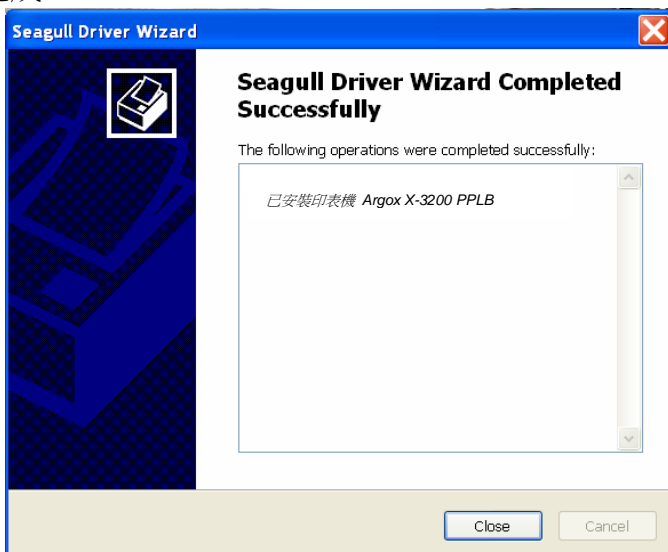 Seagull Driver Wizard
Seagull Driver Wizard Completed
Successfully
The following operations were completed successfully:
已安裝印表機 Argox X-3200 PPLB
Close
Cancel